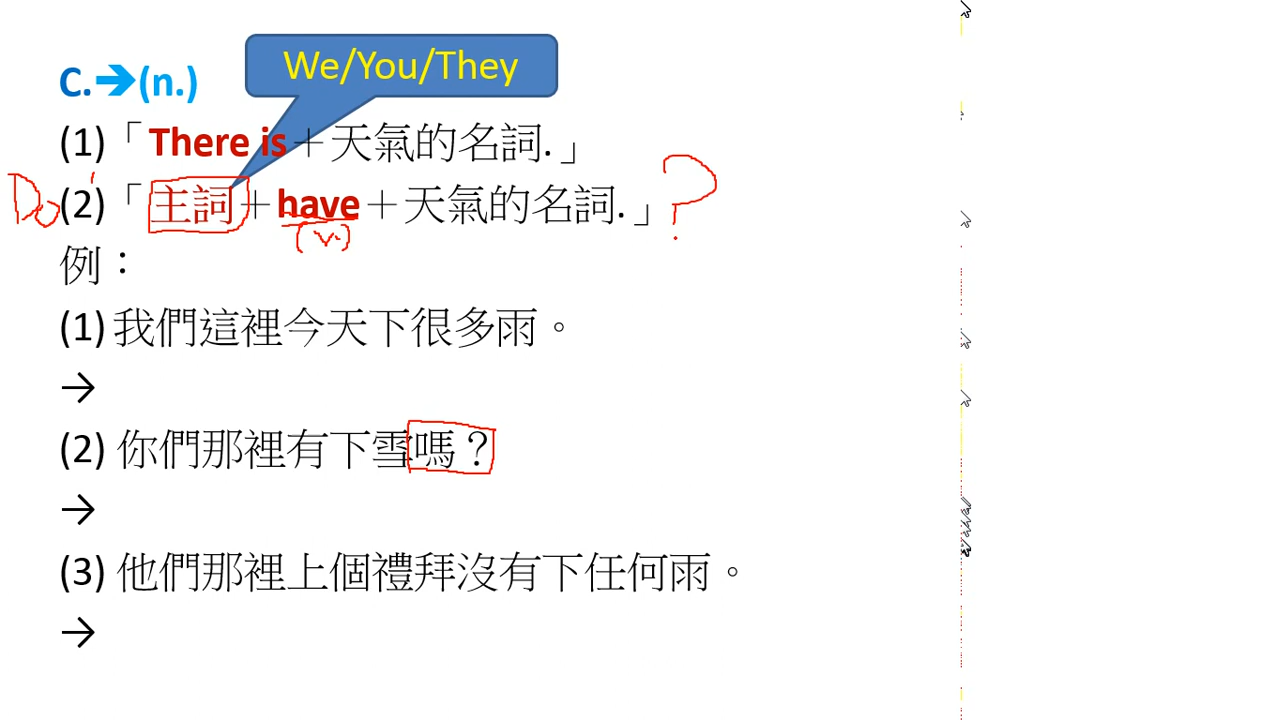 We/You/They
C.➔(n.)
(1)「There is＋天氣的名詞.」
Do (2)「主詞＋have＋天氣的名詞.」?
(v.)
例：
(1) 我們這裡今天下很多雨。
→
(2) 你們那裡有下雪嗎？
→
(3) 他們那裡上個禮拜沒有下任何雨。
→